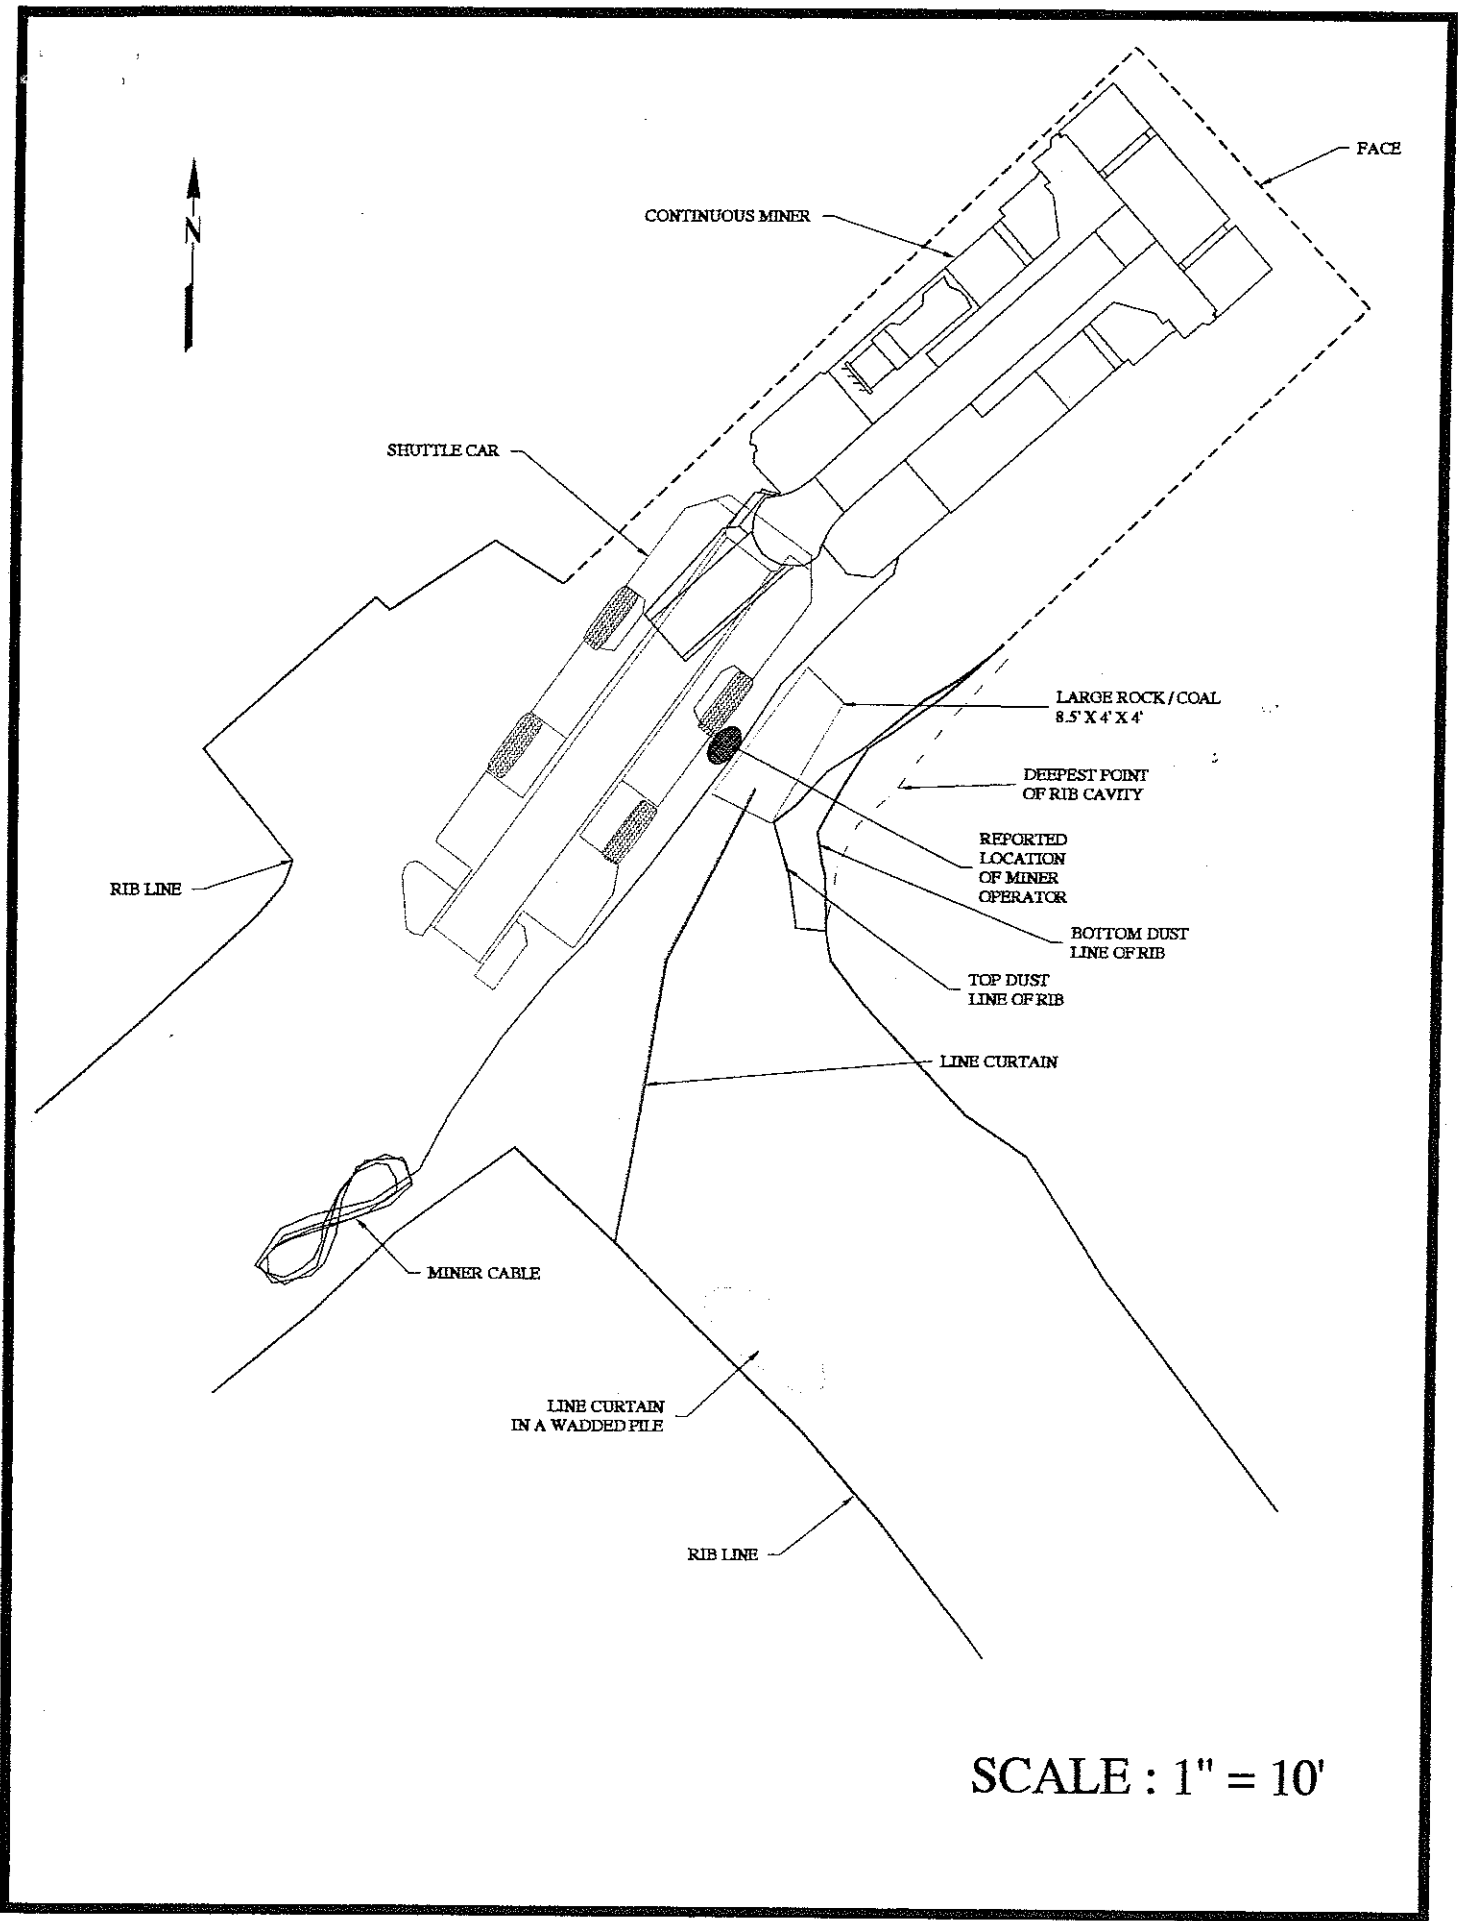 FACE
N
CONTINUOUS MINER
SHUTTLE CAR
LARGE ROCK / COAL
8.5' X 4' X 4'
DEEPEST POINT
OF RIB CAVITY
REPORTED
LOCATION
OF MINER
OPERATOR
RIB LINE
BOTTOM DUST
LINE OF RIB
TOP DUST
LINE OF RIB
LINE CURTAIN
MINER CABLE
LINE CURTAIN
IN A WADDED PILE
RIB LINE
SCALE : 1" = 10'